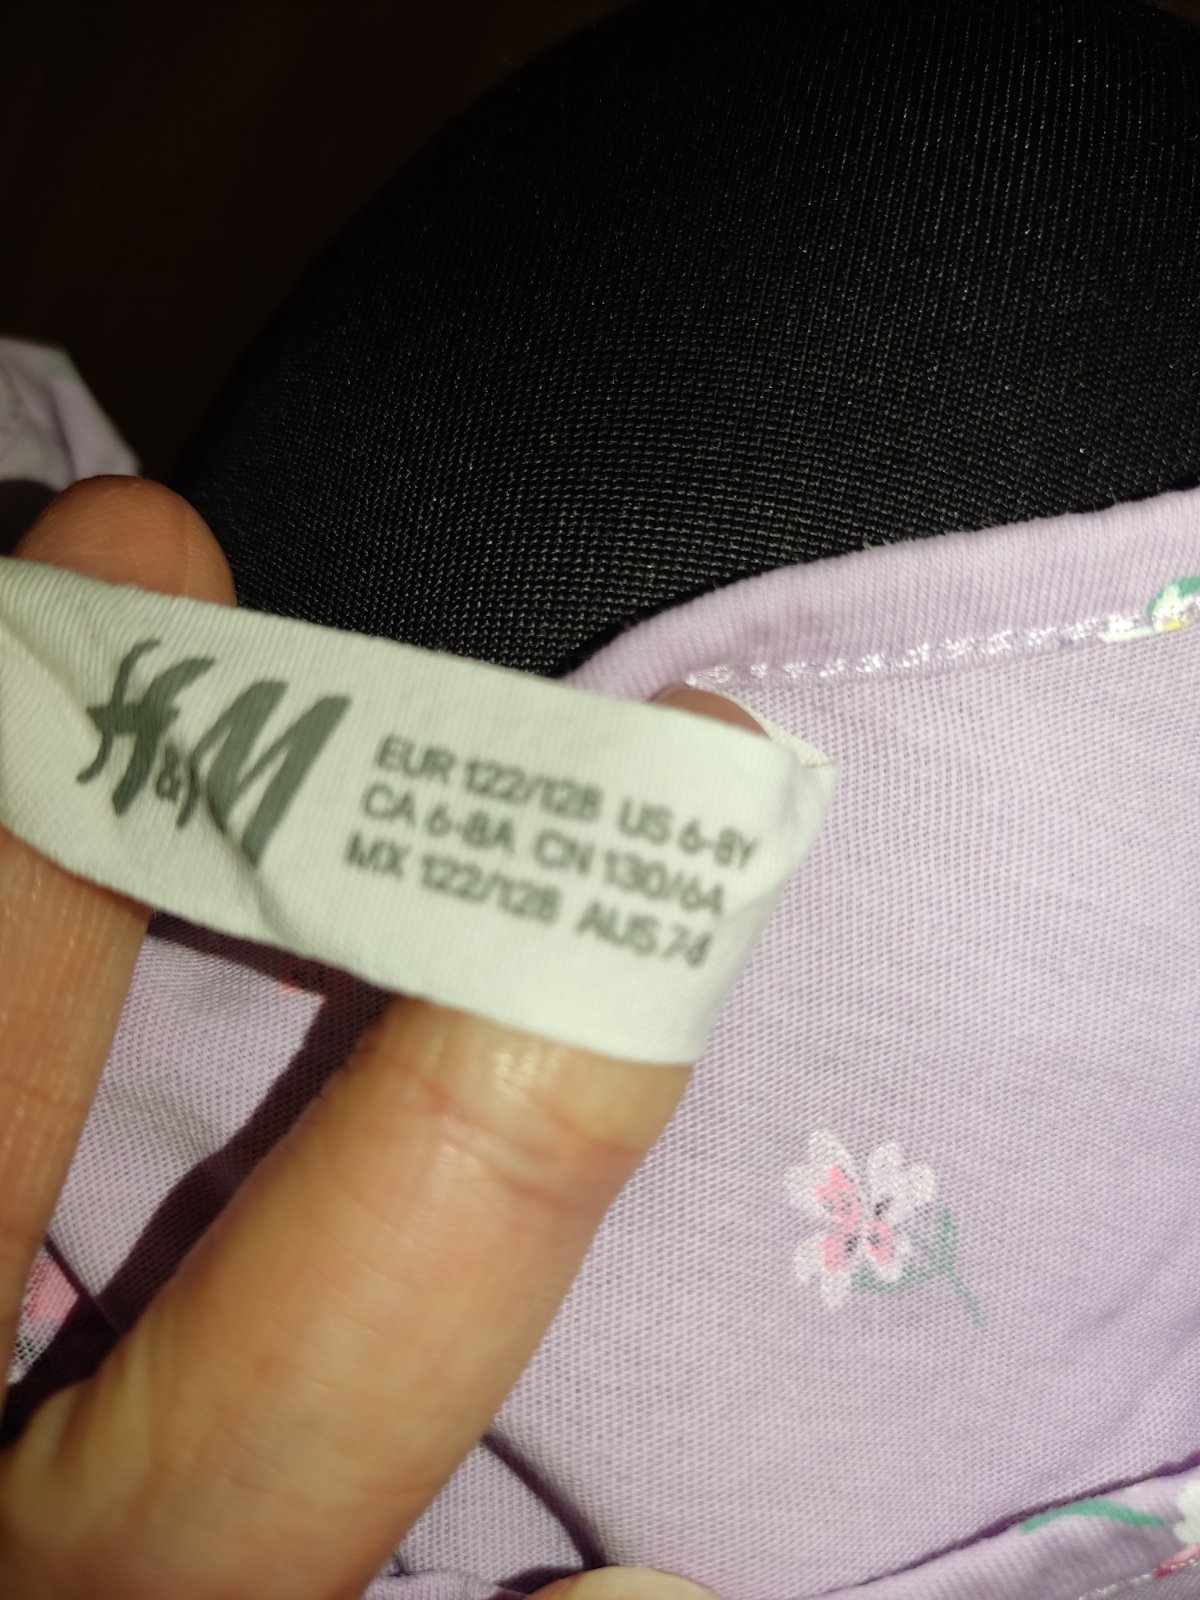 H&M
EUR 122/128 US 6-8Y
CA 6-8A CN 130/64
MX 122/128 AUS 7-8